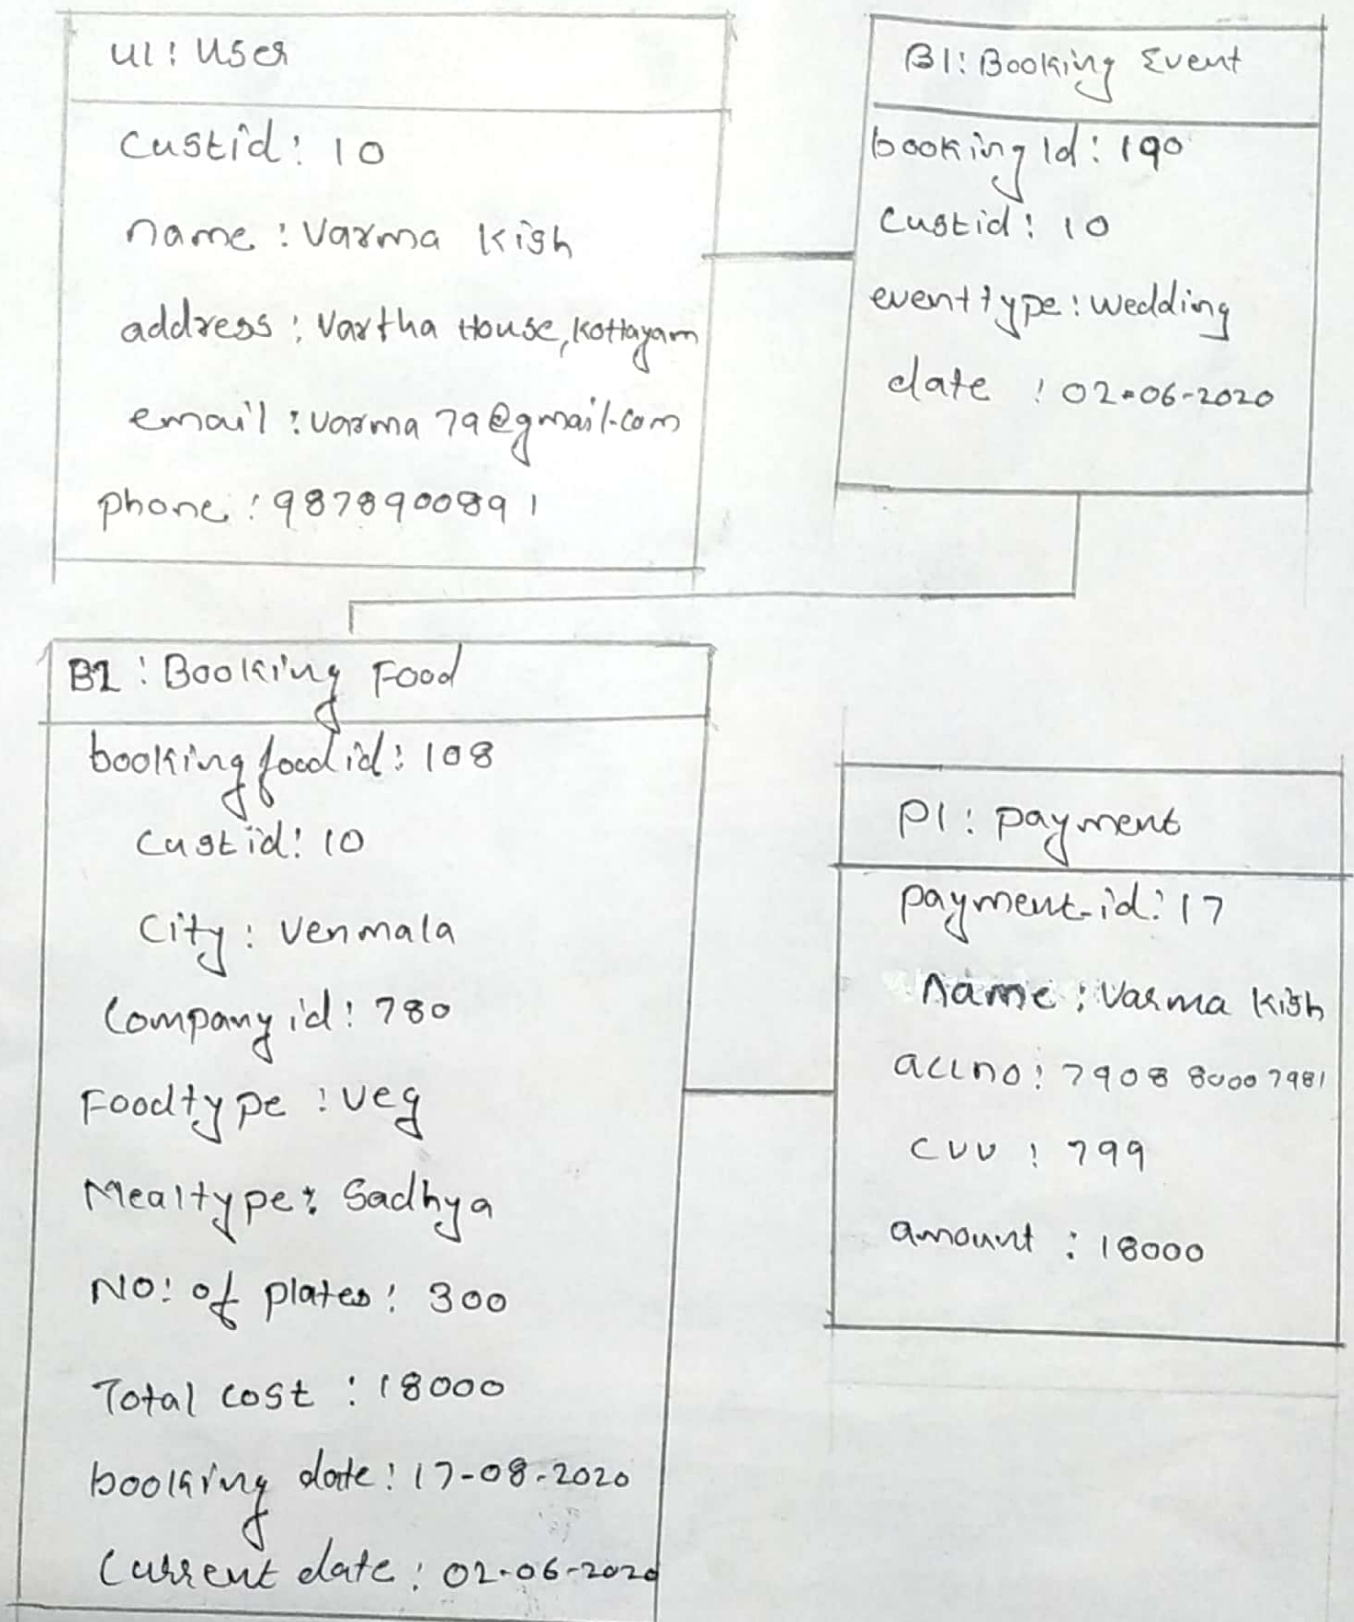 U1: User
Custid: 10
name: Varma Kish
address: Vartha House, Kottayam
email: varma79@gmail.com
phone: 9878900891
B1: Booking Event
booking Id: 190
Custid: 10
eventtype: wedding
date : 02-06-2020
B2: Booking Food
booking food id: 108
Custid: 10
City: Venmala
Company id: 780
Foodtype: veg
Mealtype: Sadhya
NO: of plates: 300
Total cost : 18000
booking date: 17-08-2020
Current date: 02-06-2020
P1: payment
payment-id: 17
Name: Varma Kish
accno: 7908 8000 7981
cvv : 799
amount : 18000